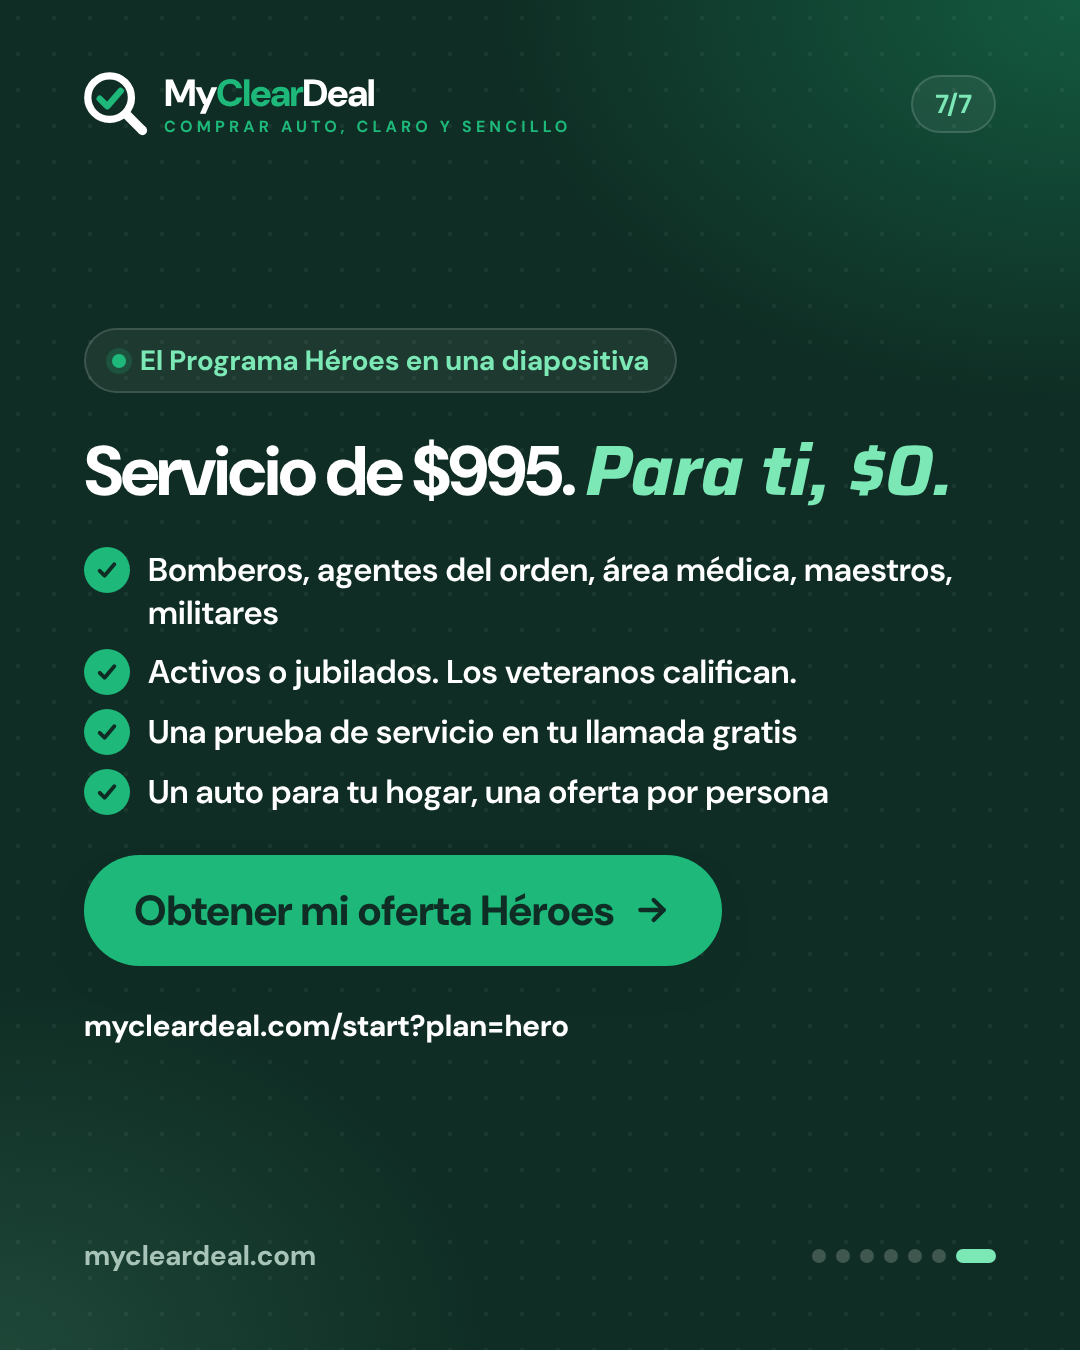 MyClearDeal
COMPRAR AUTO, CLARO Y SENCILLO
7/7
El Programa Héroes en una diapositiva
Servicio de $995. Para ti, $0.
Bomberos, agentes del orden, área médica, maestros,
militares
Activos o jubilados. Los veteranos califican.
Una prueba de servicio en tu llamada gratis
Un auto para tu hogar, una oferta por persona
Obtener mi oferta Héroes →
mycleardeal.com/start?plan=hero
mycleardeal.com